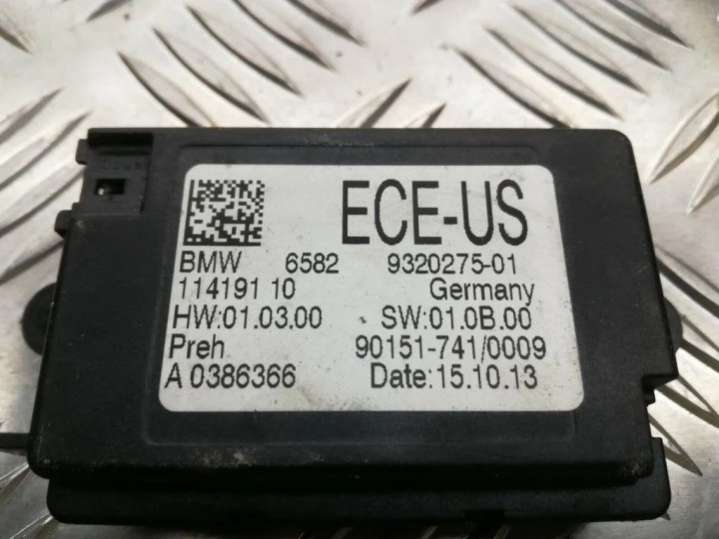 ECE-US
BMW 6582 9320275-01
114191 10 Germany
HW:01.03.00 SW:01.0B.00
Preh 90151-741/0009
A 0386366 Date:15.10.13